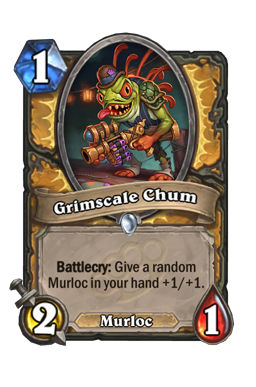 1
Grimscale Chum
Battlecry: Give a random
Murloc in your hand +1/+1.
2
Murloc
1